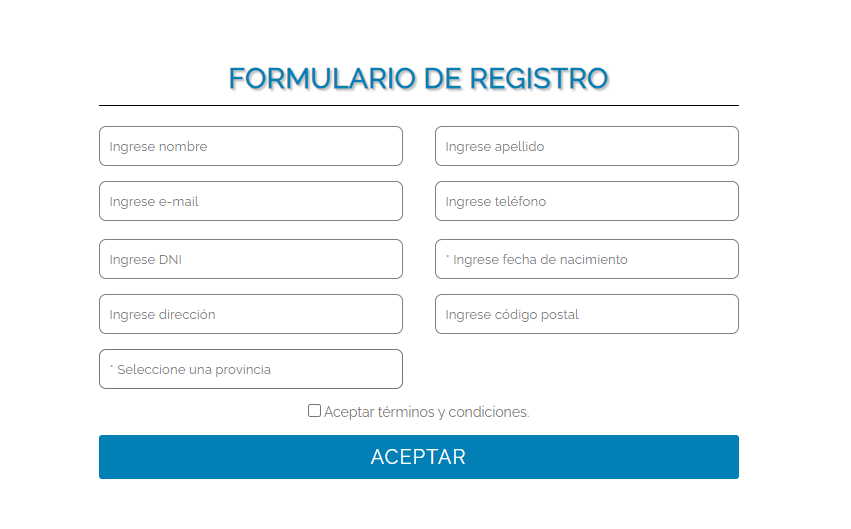 FORMULARIO DE REGISTRO
Ingrese nombre
Ingrese apellido
Ingrese e-mail
Ingrese teléfono
Ingrese DNI
* Ingrese fecha de nacimiento
Ingrese dirección
Ingrese código postal
* Seleccione una provincia
Aceptar términos y condiciones.
ACEPTAR